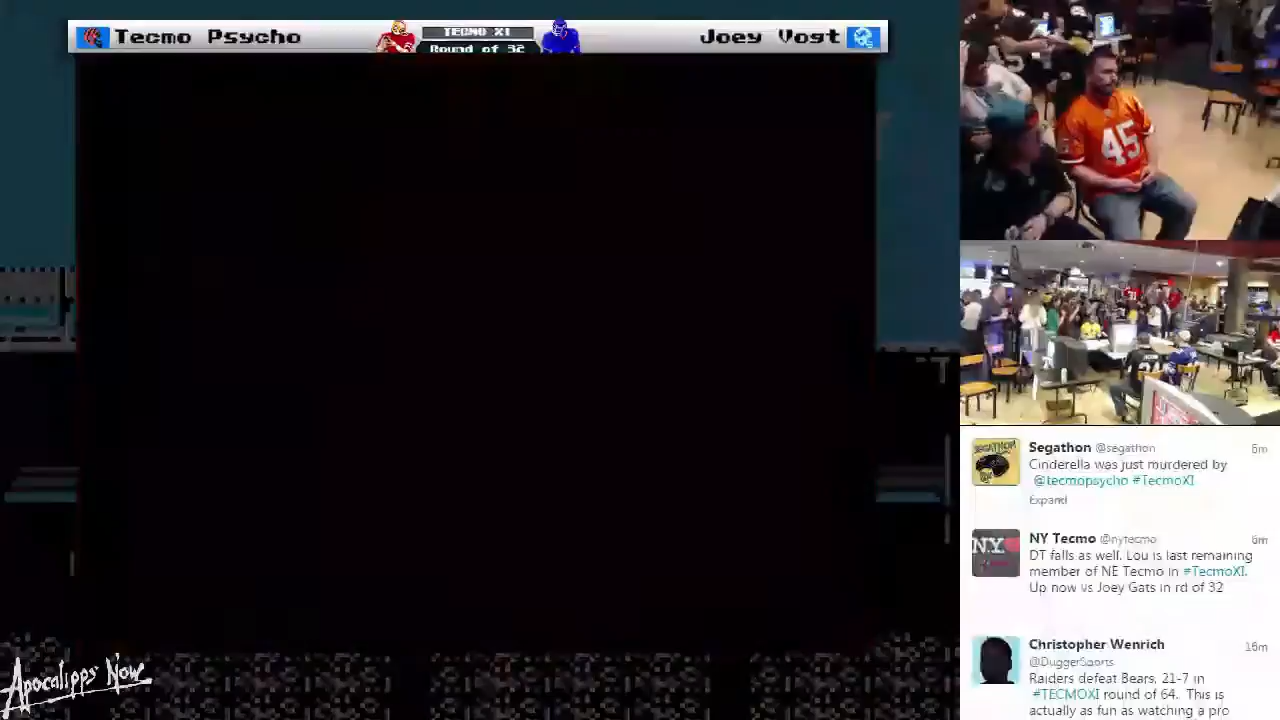 Tecmo Psycho
TECMO XI
Round of 32
Joey Vogt
45
Segathon @segathon 6m
Cinderella was just murdered by
@tecmopsycho #TecmoXI
Expand
NY Tecmo @nytecmo 6m
DT falls as well. Lou is last remaining
member of NE Tecmo in #TecmoXI.
Up now vs Joey Gats in rd of 32
Christopher Wenrich 16m
@DuggerSports
Raiders defeat Bears, 21-7 in
#TECMOXI round of 64. This is
actually as fun as watching a pro
Apocalipps Now